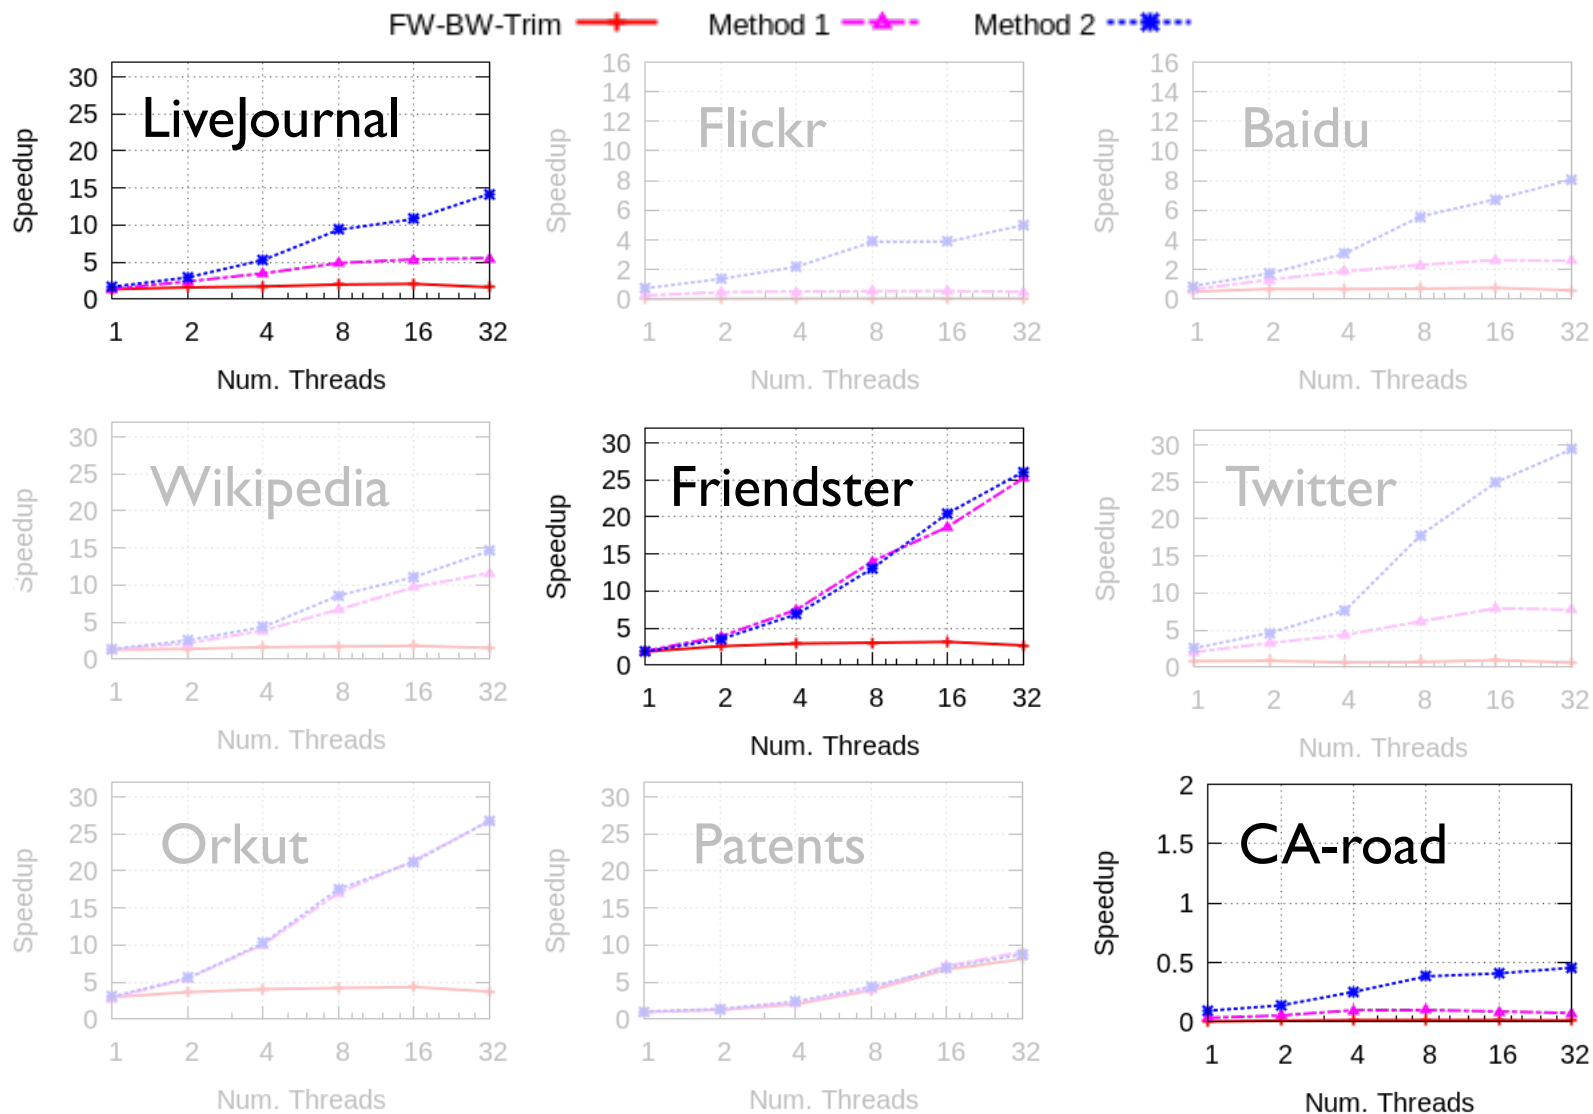 FW-BW-Trim Method 1 Method 2
30
25
20
15
10
5
0
Speedup
LiveJournal
1 2 4 8 16 32
Num. Threads
16
14
12
10
8
6
4
2
0
Speedup
Flickr
1 2 4 8 16 32
Num. Threads
16
14
12
10
8
6
4
2
0
Speedup
Baidu
1 2 4 8 16 32
Num. Threads
30
25
20
15
10
5
0
Speedup
Wikipedia
1 2 4 8 16 32
Num. Threads
30
25
20
15
10
5
0
Speedup
Friendster
1 2 4 8 16 32
Num. Threads
30
25
20
15
10
5
0
Speedup
Twitter
1 2 4 8 16 32
Num. Threads
30
25
20
15
10
5
0
Speedup
Orkut
1 2 4 8 16 32
Num. Threads
30
25
20
15
10
5
0
Speedup
Patents
1 2 4 8 16 32
Num. Threads
2
1.5
1
0.5
0
Speedup
CA-road
1 2 4 8 16 32
Num. Threads